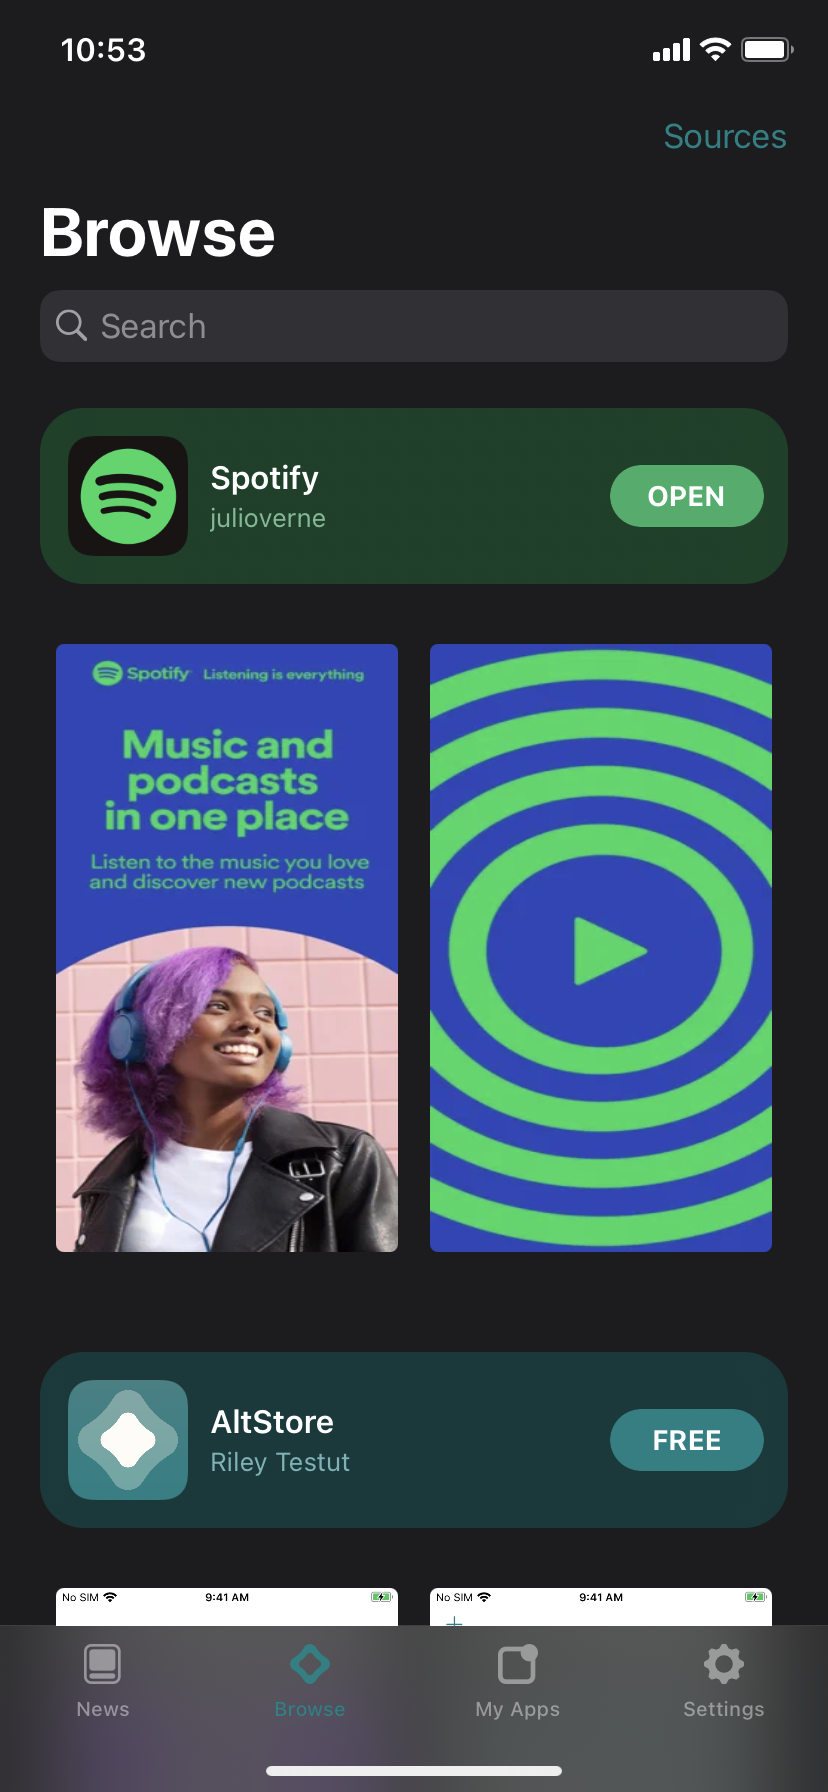 10:53
Sources
Browse
Search
Spotify
julioverne
OPEN
Spotify Listening is everything
Music and
podcasts
in one place
Listen to the music you love
and discover new podcasts
AltStore
Riley Testut
FREE
No SIM 9:41 AM
No SIM 9:41 AM
News
Browse
My Apps
Settings